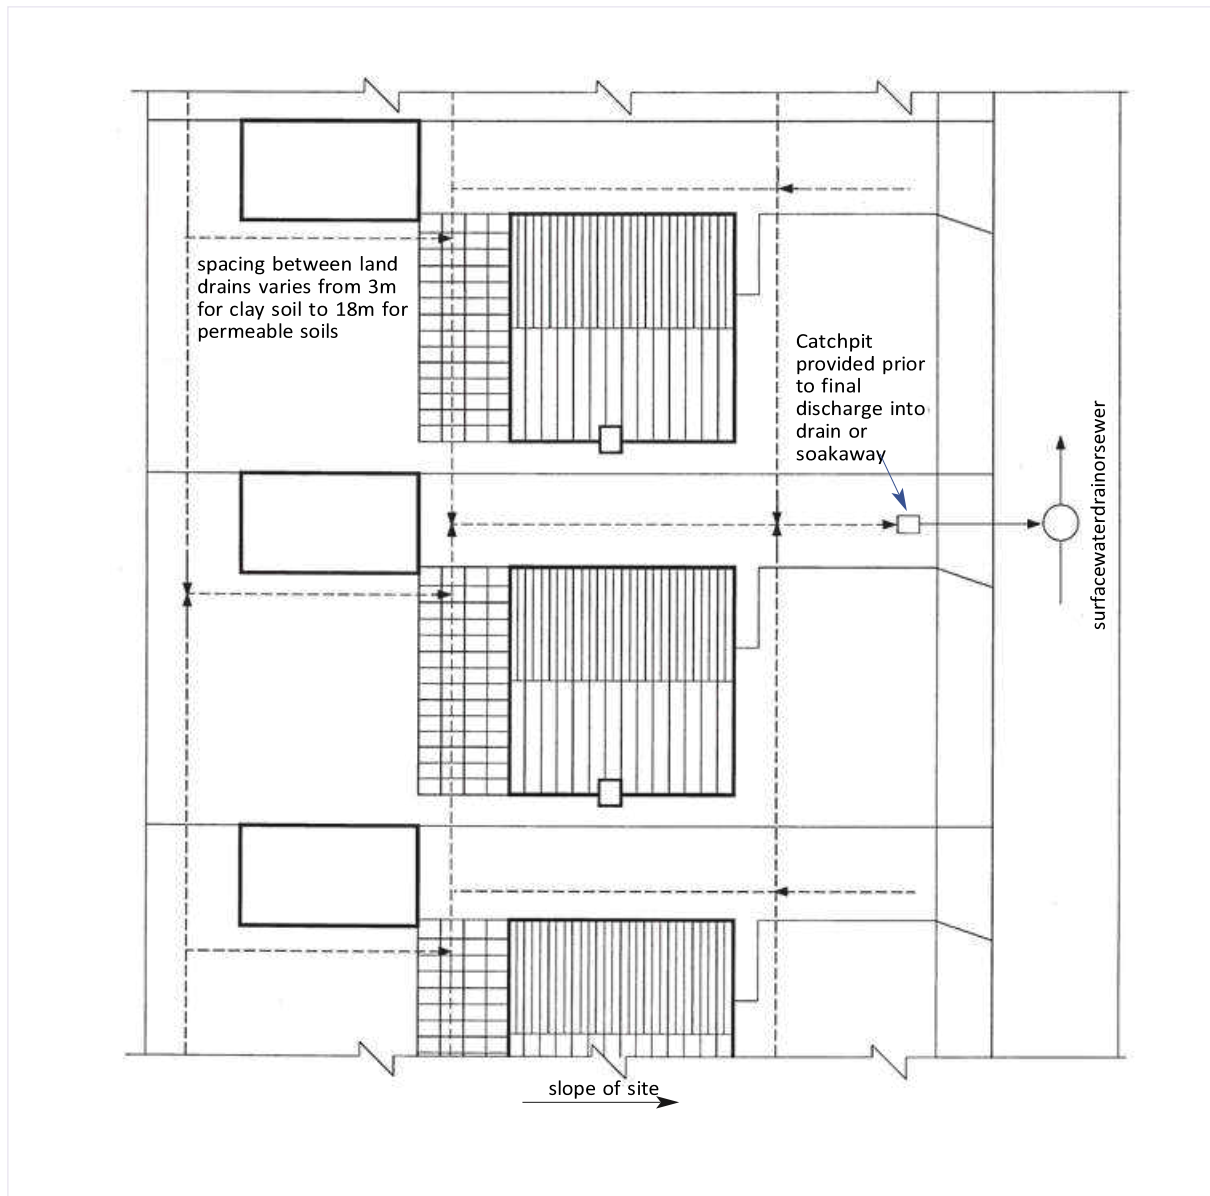 spacing between land
drains varies from 3m
for clay soil to 18m for
permeable soils
Catchpit
provided prior
to final
discharge into
drain or
soakaway
surfacewaterdrainorsewer
slope of site